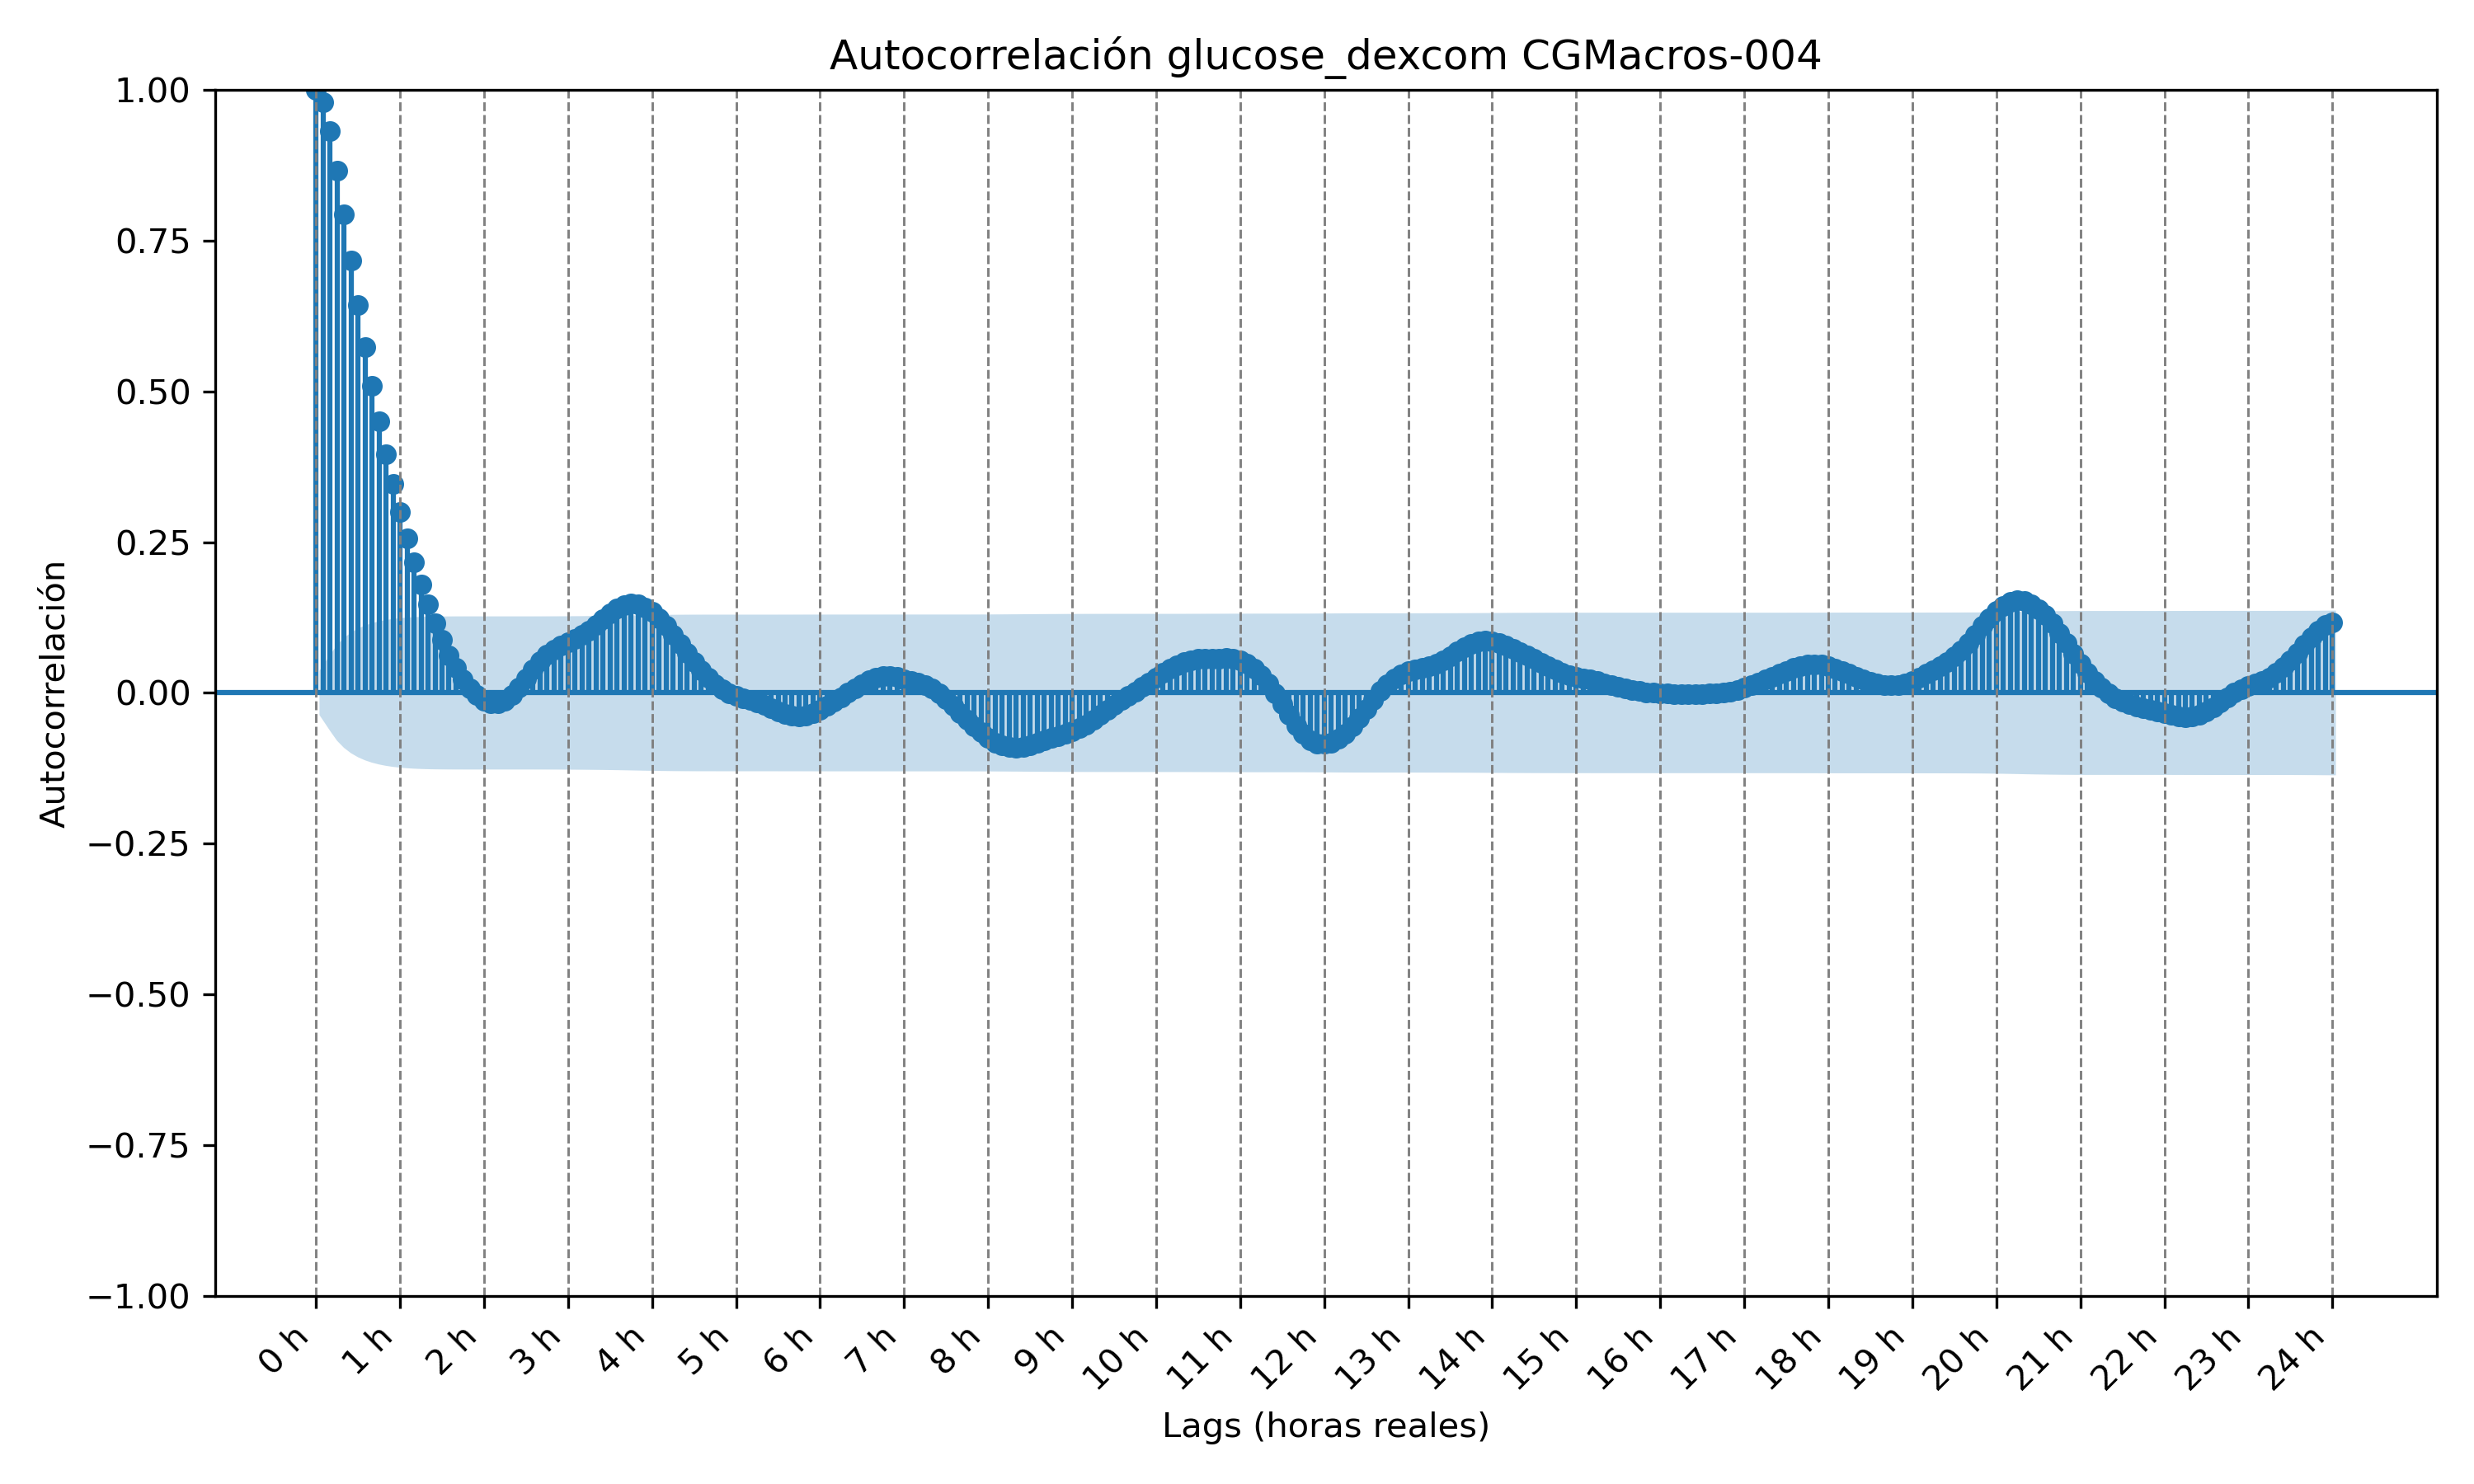 Autocorrelación glucose_dexcom CGMacros-004
1.00
0.75
0.50
0.25
0.00
−0.25
−0.50
−0.75
−1.00
Autocorrelación
0 h
1 h
2 h
3 h
4 h
5 h
6 h
7 h
8 h
9 h
10 h
11 h
12 h
13 h
14 h
15 h
16 h
17 h
18 h
19 h
20 h
21 h
22 h
23 h
24 h
Lags (horas reales)